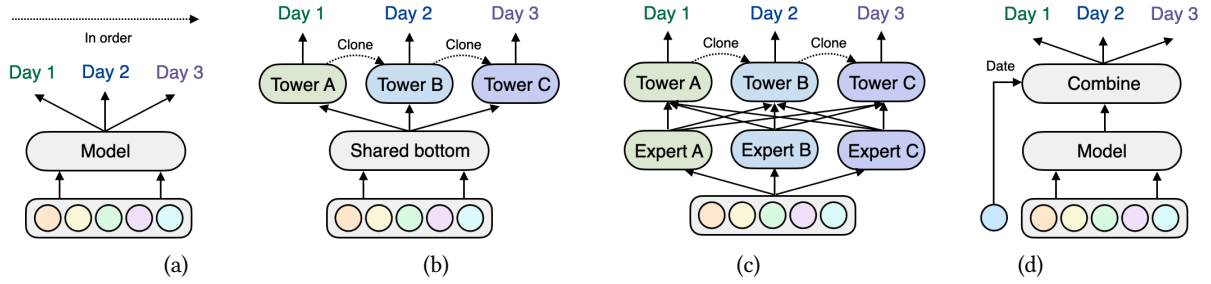 In order
Day 1 Day 2 Day 3
Model
(a)
Day 1 Day 2 Day 3
Clone Clone
Tower A Tower B Tower C
Shared bottom
(b)
Day 1 Day 2 Day 3
Clone Clone
Tower A Tower B Tower C
Expert A Expert B Expert C
(c)
Day 1 Day 2 Day 3
Date
Combine
Model
(d)